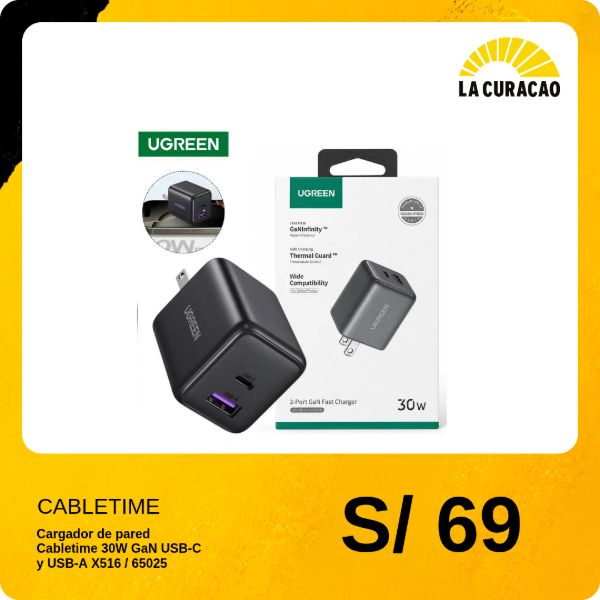 LA CURACAO
UGREEN
UGREEN
GaNInfinity™
Thermal Guard™
Wide
Compatibility
UGREEN
2-Port GaN Fast Charger
30W
CABLETIME
Cargador de pared
Cabletime 30W GaN USB-C
y USB-A X516 / 65025
S/ 69